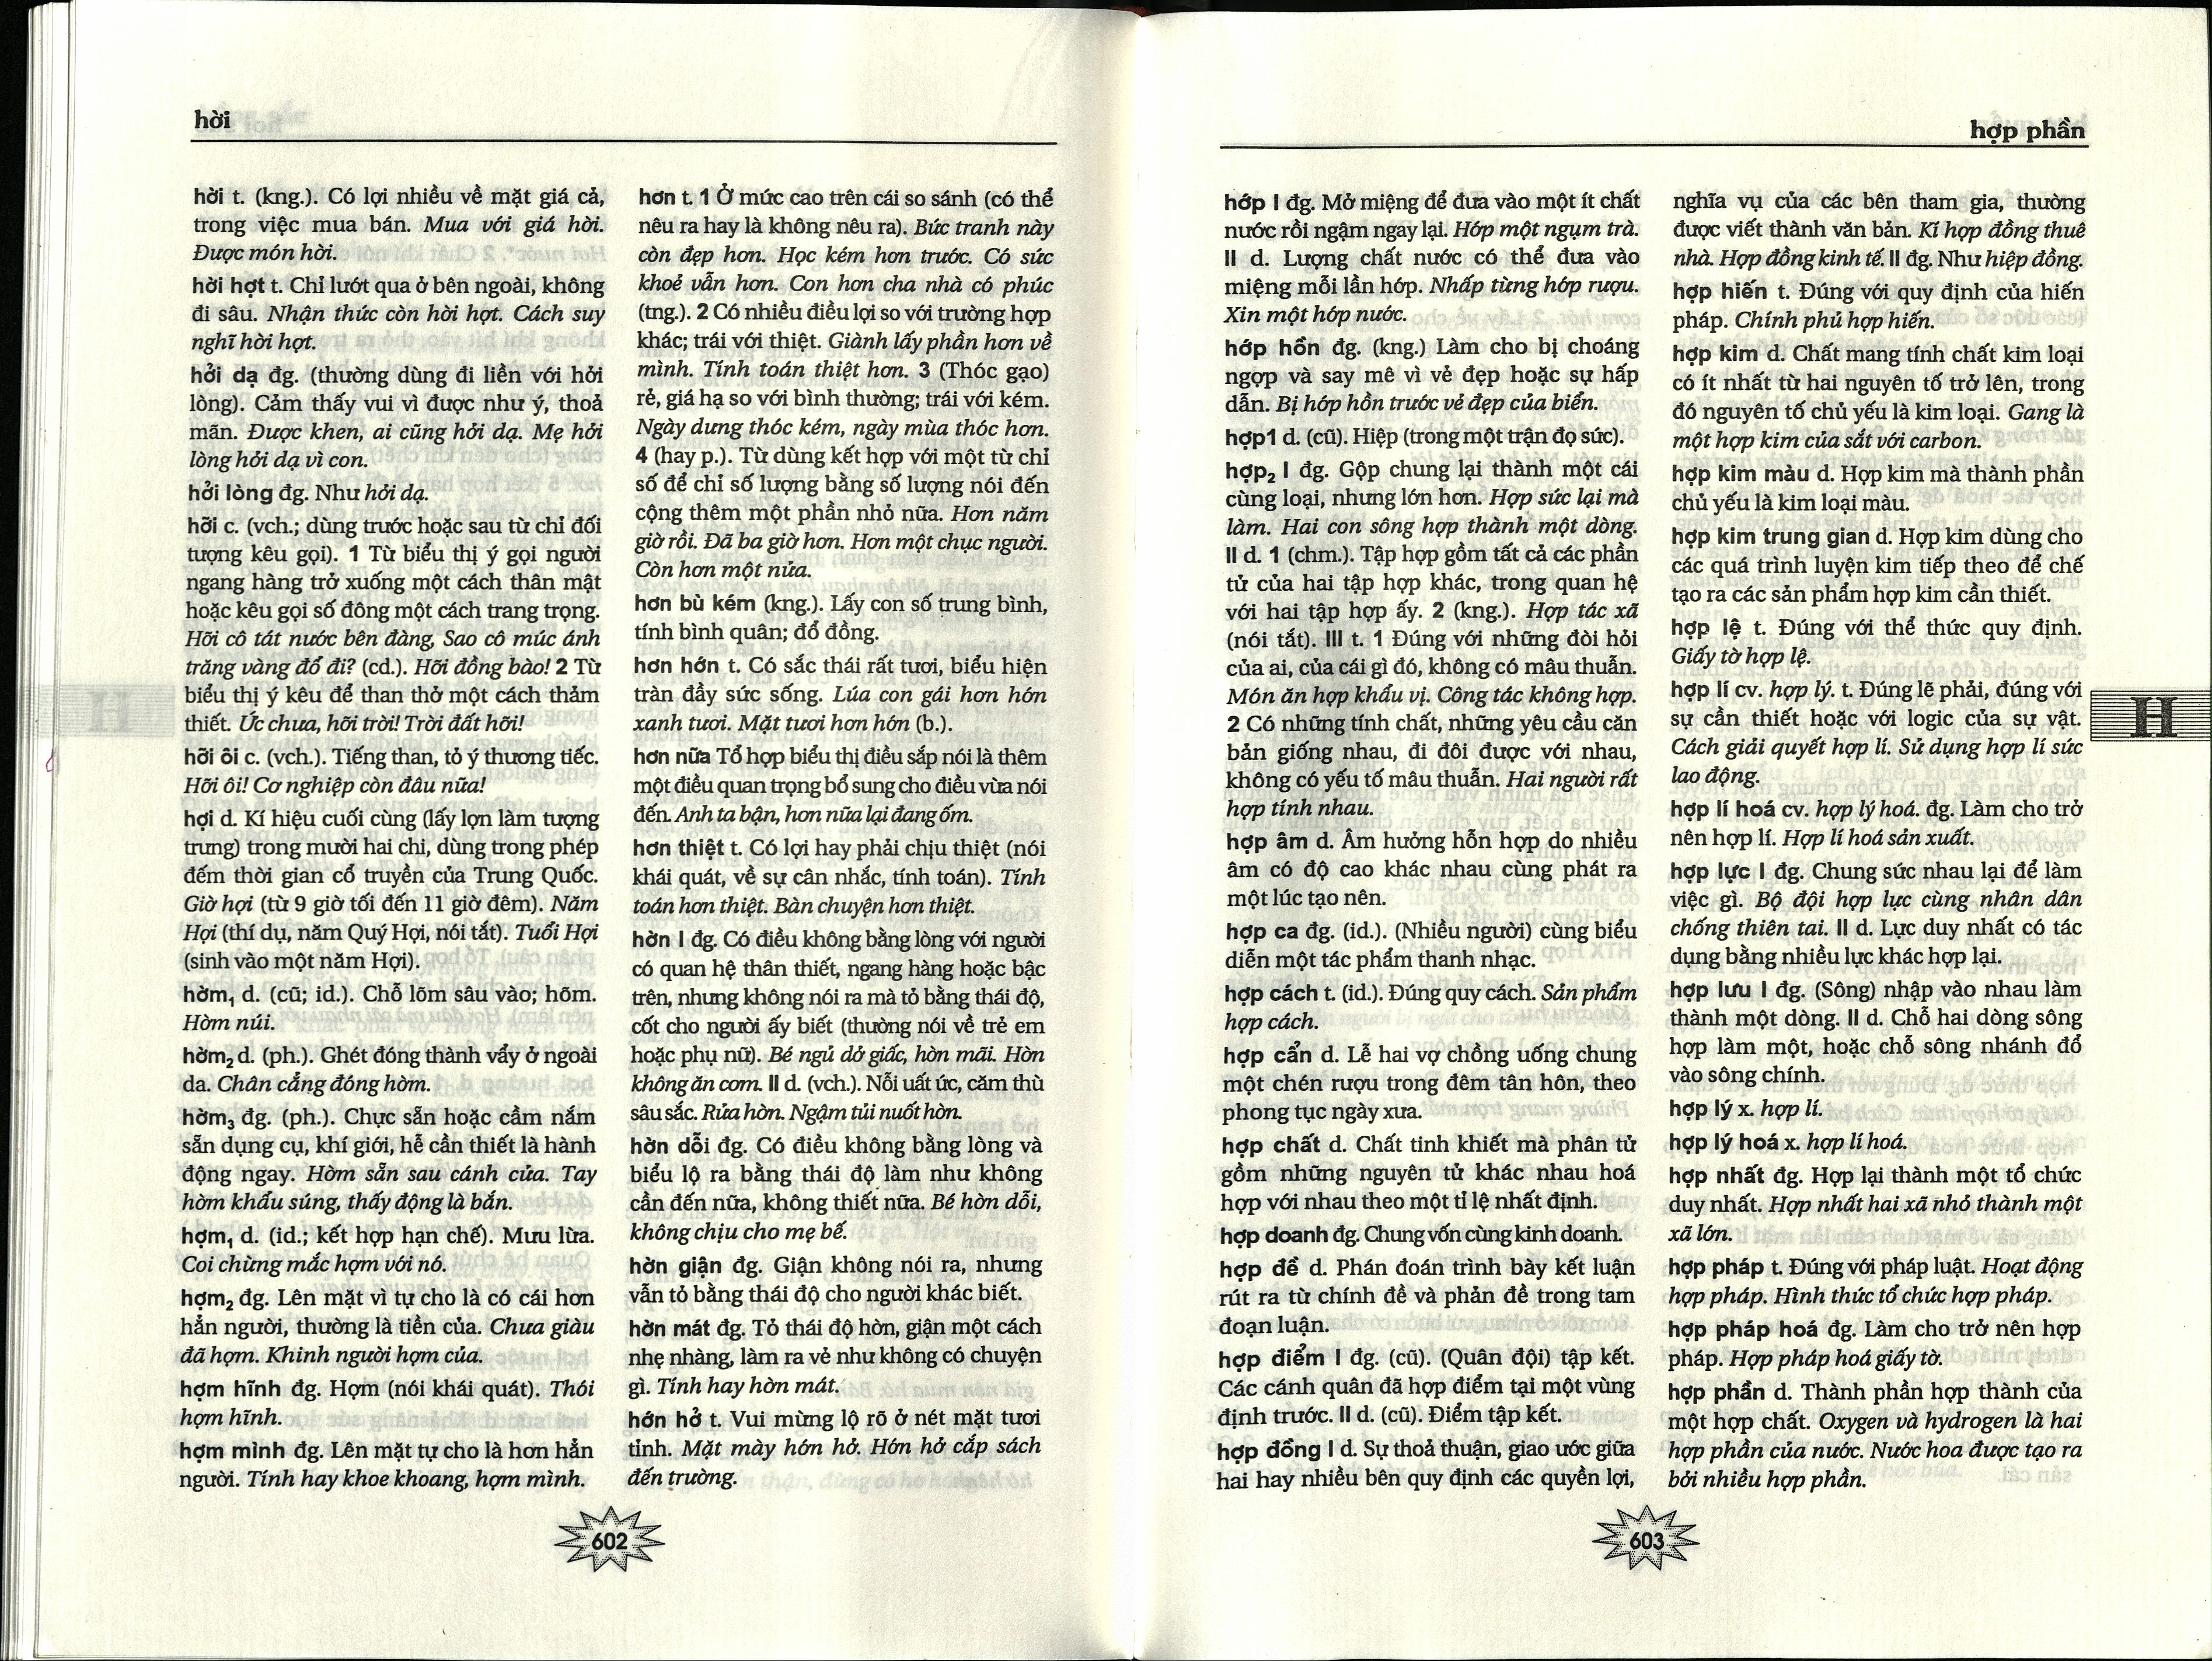 hời
hời t. (kng.). Có lợi nhiều về mặt giá cả,
trong việc mua bán. Mua với giá hời.
Được món hời.
hời hợt t. Chỉ lướt qua ở bên ngoài, không
đi sâu. Nhận thức còn hời hợt. Cách suy
nghĩ hời hợt.
hởi dạ đg. (thường dùng đi liền với hởi
lòng). Cảm thấy vui vì được như ý, thoả
mãn. Được khen, ai cũng hởi dạ. Mẹ hởi
lòng hởi dạ vì con.
hởi lòng đg. Như hởi dạ.
hỡi c. (vch.; dùng trước hoặc sau từ chỉ đối
tượng kêu gọi). 1 Từ biểu thị ý gọi người
ngang hàng trở xuống một cách thân mật
hoặc kêu gọi số đông một cách trang trọng.
Hỡi cô tát nước bên đàng, Sao cô múc ánh
trăng vàng đổ đi? (cd.). Hỡi đồng bào! 2 Từ
biểu thị ý kêu để than thở một cách thảm
thiết. Ức chưa, hỡi trời! Trời đất hỡi!
hỡi ôi c. (vch.). Tiếng than, tỏ ý thương tiếc.
Hỡi ôi! Cơ nghiệp còn đâu nữa!
hợi d. Kí hiệu cuối cùng (lấy lợn làm tượng
trưng) trong mười hai chi, dùng trong phép
đếm thời gian cổ truyền của Trung Quốc.
Giờ hợi (từ 9 giờ tối đến 11 giờ đêm). Năm
Hợi (thí dụ, năm Quý Hợi, nói tắt). Tuổi Hợi
(sinh vào một năm Hợi).
hờm₁ d. (cũ; id.). Chỗ lõm sâu vào; hõm.
Hờm núi.
hờm₂ d. (ph.). Ghét đóng thành vẩy ở ngoài
da. Chân cẳng đóng hờm.
hờm₃ đg. (ph.). Chực sẵn hoặc cầm nắm
sẵn dụng cụ, khí giới, hễ cần thiết là hành
động ngay. Hờm sẵn sau cánh cửa. Tay
hờm khẩu súng, thấy động là bắn.
hợm₁ d. (id.; kết hợp hạn chế). Mưu lừa.
Coi chừng mắc hợm với nó.
hợm₂ đg. Lên mặt vì tự cho là có cái hơn
hẳn người, thường là tiền của. Chưa giàu
đã hợm. Khinh người hợm của.
hợm hĩnh đg. Hợm (nói khái quát). Thói
hợm hĩnh.
hợm mình đg. Lên mặt tự cho là hơn hẳn
người. Tính hay khoe khoang, hợm mình.
hơn t. 1 Ở mức cao trên cái so sánh (có thể
nêu ra hay là không nêu ra). Bức tranh này
còn đẹp hơn. Học kém hơn trước. Có sức
khoẻ vẫn hơn. Con hơn cha nhà có phúc
(tng.). 2 Có nhiều điều lợi so với trường hợp
khác; trái với thiệt. Giành lấy phần hơn về
mình. Tính toán thiệt hơn. 3 (Thóc gạo)
rẻ, giá hạ so với bình thường; trái với kém.
Ngày dưng thóc kém, ngày mùa thóc hơn.
4 (hay p.). Từ dùng kết hợp với một từ chỉ
số để chỉ số lượng bằng số lượng nói đến
cộng thêm một phần nhỏ nữa. Hơn năm
giờ rồi. Đã ba giờ hơn. Hơn một chục người.
Còn hơn một nửa.
hơn bù kém (kng.). Lấy con số trung bình,
tính bình quân; đổ đồng.
hơn hớn t. Có sắc thái rất tươi, biểu hiện
tràn đầy sức sống. Lúa con gái hơn hớn
xanh tươi. Mặt tươi hơn hớn (b.).
hơn nữa Tổ hợp biểu thị điều sắp nói là thêm
một điều quan trọng bổ sung cho điều vừa nói
đến. Anh ta bận, hơn nữa lại đang ốm.
hơn thiệt t. Có lợi hay phải chịu thiệt (nói
khái quát, về sự cân nhắc, tính toán). Tính
toán hơn thiệt. Bàn chuyện hơn thiệt.
hờn I đg. Có điều không bằng lòng với người
có quan hệ thân thiết, ngang hàng hoặc bậc
trên, nhưng không nói ra mà tỏ bằng thái độ,
cốt cho người ấy biết (thường nói về trẻ em
hoặc phụ nữ). Bé ngủ dở giấc, hờn mãi. Hờn
không ăn cơm. II d. (vch.). Nỗi uất ức, căm thù
sâu sắc. Rửa hờn. Ngậm tủi nuốt hờn.
hờn dỗi đg. Có điều không bằng lòng và
biểu lộ ra bằng thái độ làm như không
cần đến nữa, không thiết nữa. Bé hờn dỗi,
không chịu cho mẹ bế.
hờn giận đg. Giận không nói ra, nhưng
vẫn tỏ bằng thái độ cho người khác biết.
hờn mát đg. Tỏ thái độ hờn, giận một cách
nhẹ nhàng, làm ra vẻ như không có chuyện
gì. Tính hay hờn mát.
hớn hở t. Vui mừng lộ rõ ở nét mặt tươi
tỉnh. Mặt mày hớn hở. Hớn hở cắp sách
đến trường.
602
hợp phần
hớp I đg. Mở miệng để đưa vào một ít chất
nước rồi ngậm ngay lại. Hớp một ngụm trà.
II d. Lượng chất nước có thể đưa vào
miệng mỗi lần hớp. Nhấp từng hớp rượu.
Xin một hớp nước.
hớp hồn đg. (kng.) Làm cho bị choáng
ngợp và say mê vì vẻ đẹp hoặc sự hấp
dẫn. Bị hớp hồn trước vẻ đẹp của biển.
hợp1 d. (cũ). Hiệp (trong một trận đọ sức).
hợp₂ I đg. Gộp chung lại thành một cái
cùng loại, nhưng lớn hơn. Hợp sức lại mà
làm. Hai con sông hợp thành một dòng.
II d. 1 (chm.). Tập hợp gồm tất cả các phần
tử của hai tập hợp khác, trong quan hệ
với hai tập hợp ấy. 2 (kng.). Hợp tác xã
(nói tắt). III t. 1 Đúng với những đòi hỏi
của ai, của cái gì đó, không có mâu thuẫn.
Món ăn hợp khẩu vị. Công tác không hợp.
2 Có những tính chất, những yêu cầu căn
bản giống nhau, đi đôi được với nhau,
không có yếu tố mâu thuẫn. Hai người rất
hợp tính nhau.
hợp âm d. Âm hưởng hỗn hợp do nhiều
âm có độ cao khác nhau cùng phát ra
một lúc tạo nên.
hợp ca đg. (id.). (Nhiều người) cùng biểu
diễn một tác phẩm thanh nhạc.
hợp cách t. (id.). Đúng quy cách. Sản phẩm
hợp cách.
hợp cẩn d. Lễ hai vợ chồng uống chung
một chén rượu trong đêm tân hôn, theo
phong tục ngày xưa.
hợp chất d. Chất tinh khiết mà phân tử
gồm những nguyên tử khác nhau hoá
hợp với nhau theo một tỉ lệ nhất định.
hợp doanh đg. Chung vốn cùng kinh doanh.
hợp đề d. Phán đoán trình bày kết luận
rút ra từ chính đề và phản đề trong tam
đoạn luận.
hợp điểm I đg. (cũ). (Quân đội) tập kết.
Các cánh quân đã hợp điểm tại một vùng
định trước. II d. (cũ). Điểm tập kết.
hợp đồng I d. Sự thoả thuận, giao ước giữa
hai hay nhiều bên quy định các quyền lợi,
nghĩa vụ của các bên tham gia, thường
được viết thành văn bản. Kí hợp đồng thuê
nhà. Hợp đồng kinh tế. II đg. Như hiệp đồng.
hợp hiến t. Đúng với quy định của hiến
pháp. Chính phủ hợp hiến.
hợp kim d. Chất mang tính chất kim loại
có ít nhất từ hai nguyên tố trở lên, trong
đó nguyên tố chủ yếu là kim loại. Gang là
một hợp kim của sắt với carbon.
hợp kim màu d. Hợp kim mà thành phần
chủ yếu là kim loại màu.
hợp kim trung gian d. Hợp kim dùng cho
các quá trình luyện kim tiếp theo để chế
tạo ra các sản phẩm hợp kim cần thiết.
hợp lệ t. Đúng với thể thức quy định.
Giấy tờ hợp lệ.
hợp lí cv. hợp lý. t. Đúng lẽ phải, đúng với
sự cần thiết hoặc với logic của sự vật.
Cách giải quyết hợp lí. Sử dụng hợp lí sức
lao động.
hợp lí hoá cv. hợp lý hoá. đg. Làm cho trở
nên hợp lí. Hợp lí hoá sản xuất.
hợp lực I đg. Chung sức nhau lại để làm
việc gì. Bộ đội hợp lực cùng nhân dân
chống thiên tai. II d. Lực duy nhất có tác
dụng bằng nhiều lực khác hợp lại.
hợp lưu I đg. (Sông) nhập vào nhau làm
thành một dòng. II d. Chỗ hai dòng sông
hợp làm một, hoặc chỗ sông nhánh đổ
vào sông chính.
hợp lý x. hợp lí.
hợp lý hoá x. hợp lí hoá.
hợp nhất đg. Hợp lại thành một tổ chức
duy nhất. Hợp nhất hai xã nhỏ thành một
xã lớn.
hợp pháp t. Đúng với pháp luật. Hoạt động
hợp pháp. Hình thức tổ chức hợp pháp.
hợp pháp hoá đg. Làm cho trở nên hợp
pháp. Hợp pháp hoá giấy tờ.
hợp phần d. Thành phần hợp thành của
một hợp chất. Oxygen và hydrogen là hai
hợp phần của nước. Nước hoa được tạo ra
bởi nhiều hợp phần.
H
603